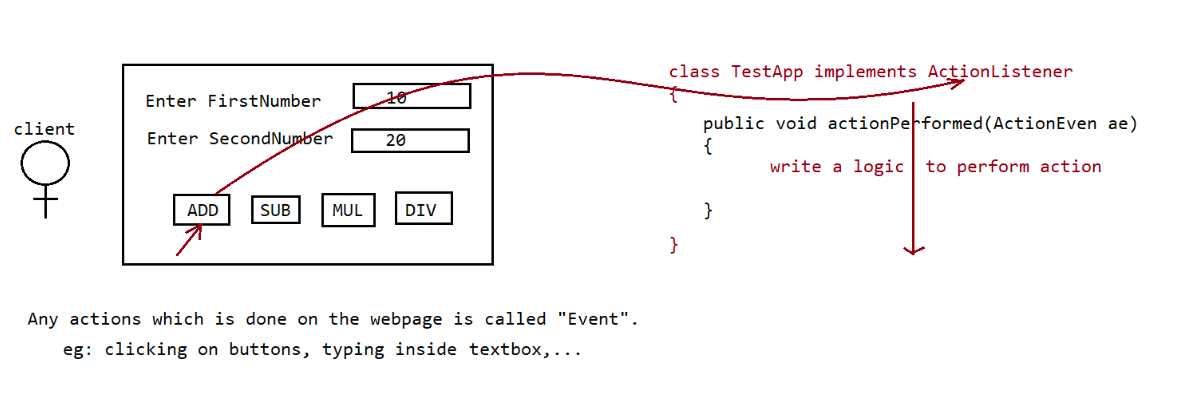 client
Enter FirstNumber 10
Enter SecondNumber 20
ADD SUB MUL DIV
class TestApp implements ActionListener
{
public void actionPerformed(ActionEven ae)
{
write a logic to perform action
}
}
Any actions which is done on the webpage is called "Event".
eg: clicking on buttons, typing inside textbox,...